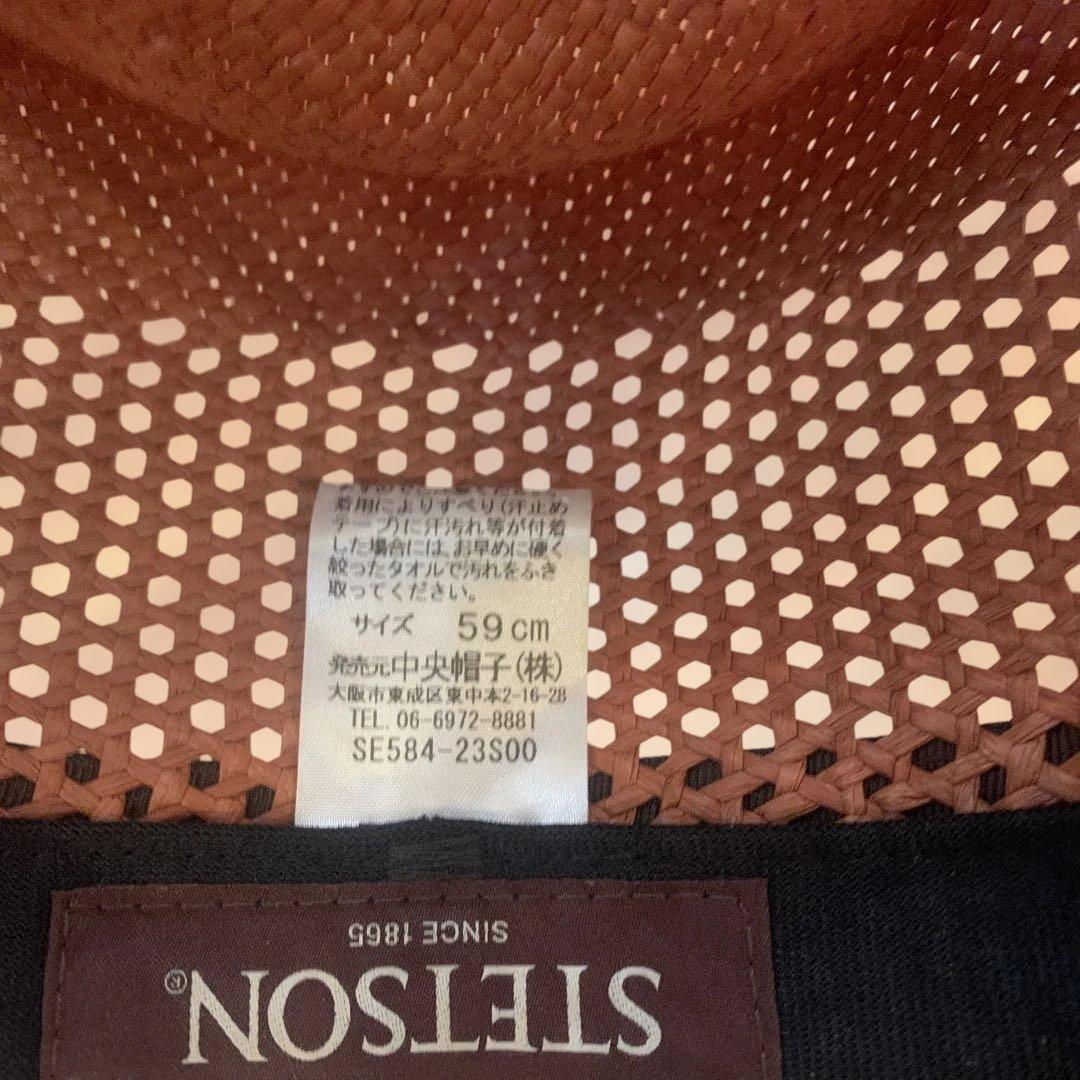 着用によりすべり(汗止め
テープ)に汗汚れ等が付着
した場合には、お早めに硬く
絞ったタオルで汚れをふき
取ってください。
サイズ 59cm
発売元中央帽子(株)
大阪市東成区東中本2-16-28
TEL. 06-6972-8881
SE584-23S00
STETSON®
SINCE 1865